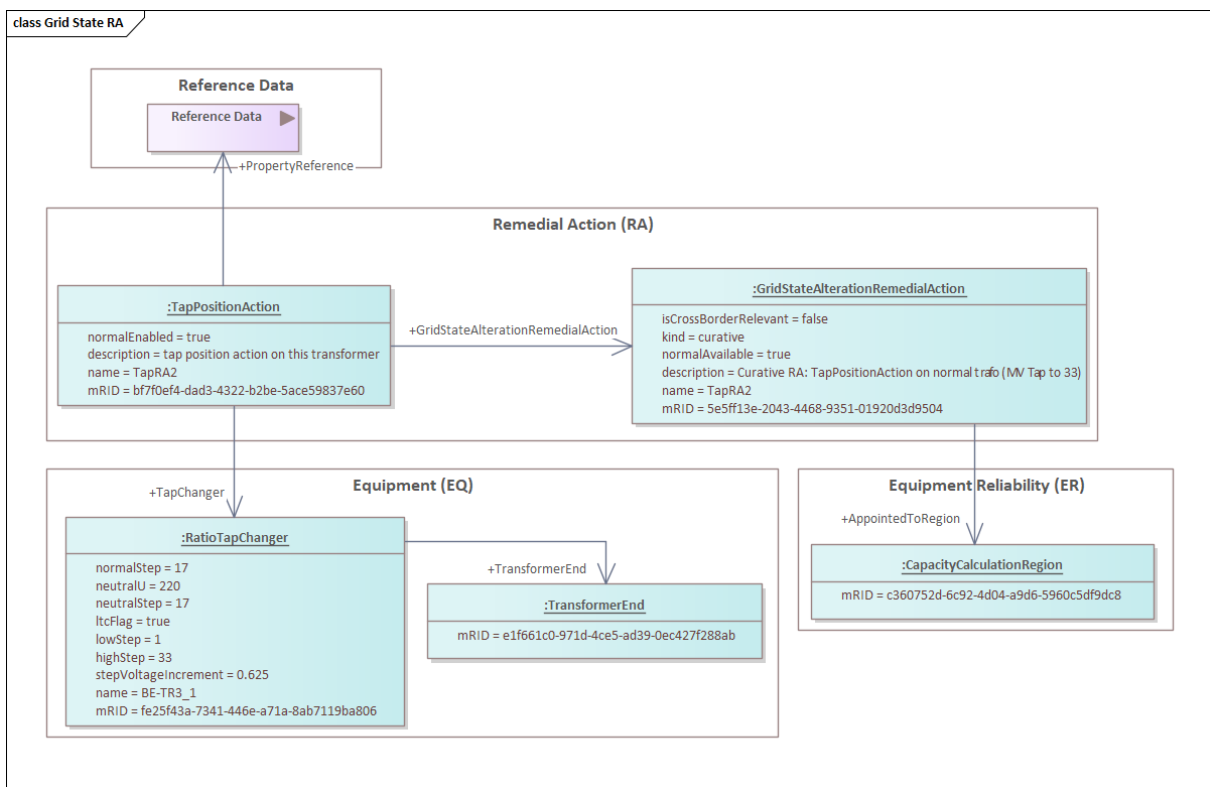 class Grid State RA
Reference Data
Reference Data
+PropertyReference
Remedial Action (RA)
:TapPositionAction
normalEnabled = true
description = tap position action on this transformer
name = TapRA2
mRID = bf7f0ef4-dad3-4322-b2be-5ace59837e60
+GridStateAlterationRemedialAction
:GridStateAlterationRemedialAction
isCrossBorderRelevant = false
kind = curative
normalAvailable = true
description = Curative RA: TapPositionAction on normal trafo (MV Tap to 33)
name = TapRA2
mRID = 5e5ff13e-2043-4468-9351-01920d3d9504
+TapChanger
Equipment (EQ)
:RatioTapChanger
normalStep = 17
neutralU = 220
neutralStep = 17
ltcFlag = true
lowStep = 1
highStep = 33
stepVoltageIncrement = 0.625
name = BE-TR3_1
mRID = fe25f43a-7341-446e-a71a-8ab7119ba806
+TransformerEnd
:TransformerEnd
mRID = e1f661c0-971d-4ce5-ad39-0ec427f288ab
Equipment Reliability (ER)
+AppointedToRegion
:CapacityCalculationRegion
mRID = c360752d-6c92-4d04-a9d6-5960c5df9dc8